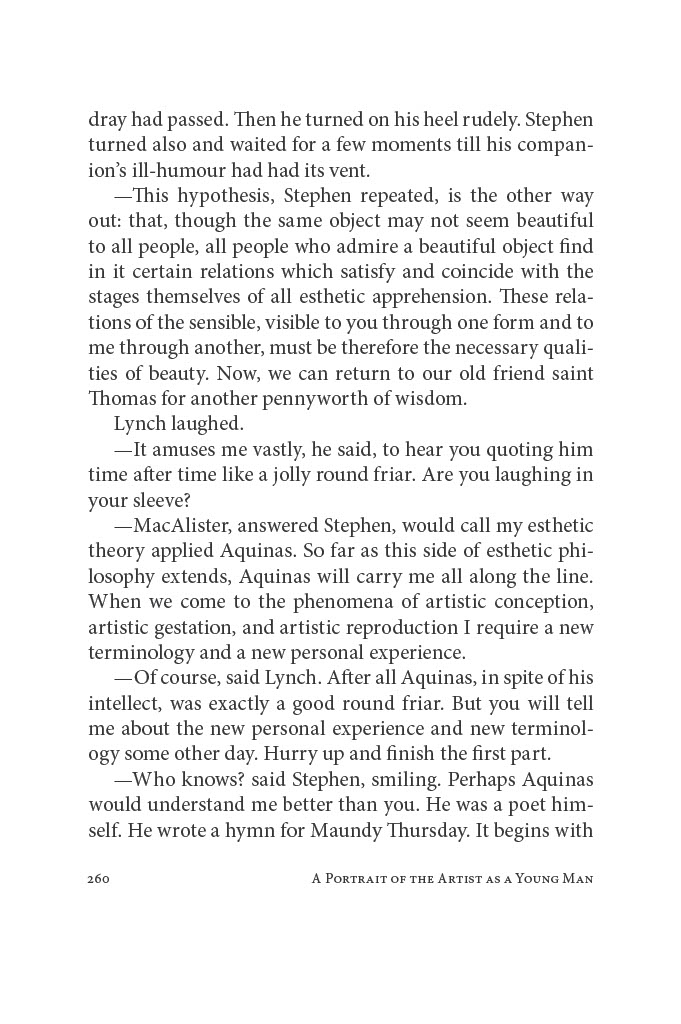 dray had passed. Then he turned on his heel rudely. Stephen
turned also and waited for a few moments till his compan-
ion’s ill-humour had had its vent.
—This hypothesis, Stephen repeated, is the other way
out: that, though the same object may not seem beautiful
to all people, all people who admire a beautiful object find
in it certain relations which satisfy and coincide with the
stages themselves of all esthetic apprehension. These rela-
tions of the sensible, visible to you through one form and to
me through another, must be therefore the necessary quali-
ties of beauty. Now, we can return to our old friend saint
Thomas for another pennyworth of wisdom.
Lynch laughed.
—It amuses me vastly, he said, to hear you quoting him
time after time like a jolly round friar. Are you laughing in
your sleeve?
—MacAlister, answered Stephen, would call my esthetic
theory applied Aquinas. So far as this side of esthetic phi-
losophy extends, Aquinas will carry me all along the line.
When we come to the phenomena of artistic conception,
artistic gestation, and artistic reproduction I require a new
terminology and a new personal experience.
—Of course, said Lynch. After all Aquinas, in spite of his
intellect, was exactly a good round friar. But you will tell
me about the new personal experience and new terminol-
ogy some other day. Hurry up and finish the first part.
—Who knows? said Stephen, smiling. Perhaps Aquinas
would understand me better than you. He was a poet him-
self. He wrote a hymn for Maundy Thursday. It begins with
260 A Portrait of the Artist as a Young Man